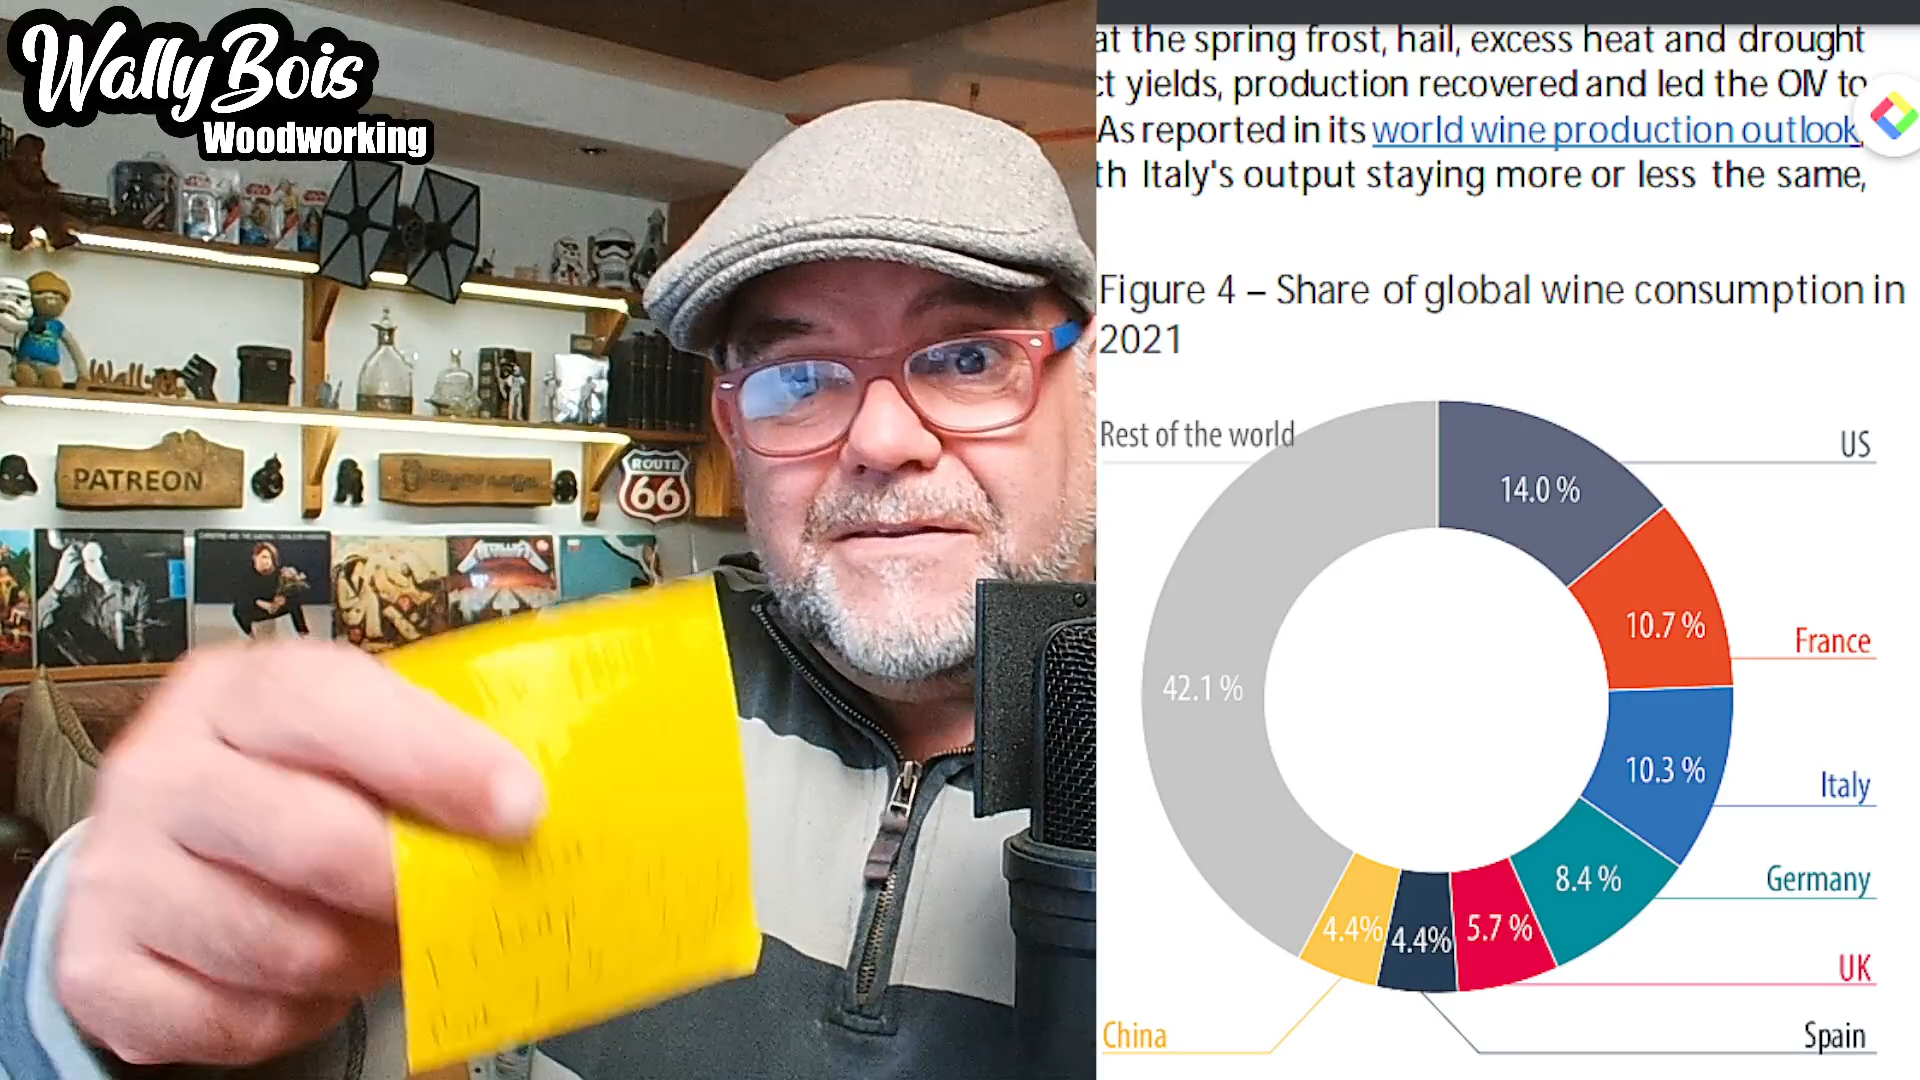 Wally Bois
Woodworking
PATREON
ROUTE
66
METALLICA
at the spring frost, hail, excess heat and drought
ct yields, production recovered and led the OIV to
As reported in its world wine production outlook,
th Italy's output staying more or less the same,
Figure 4 – Share of global wine consumption in
2021
Rest of the world
US
14.0 %
10.7 %
France
42.1 %
10.3 %
Italy
8.4 %
Germany
4.4%
4.4%
5.7 %
UK
China
Spain